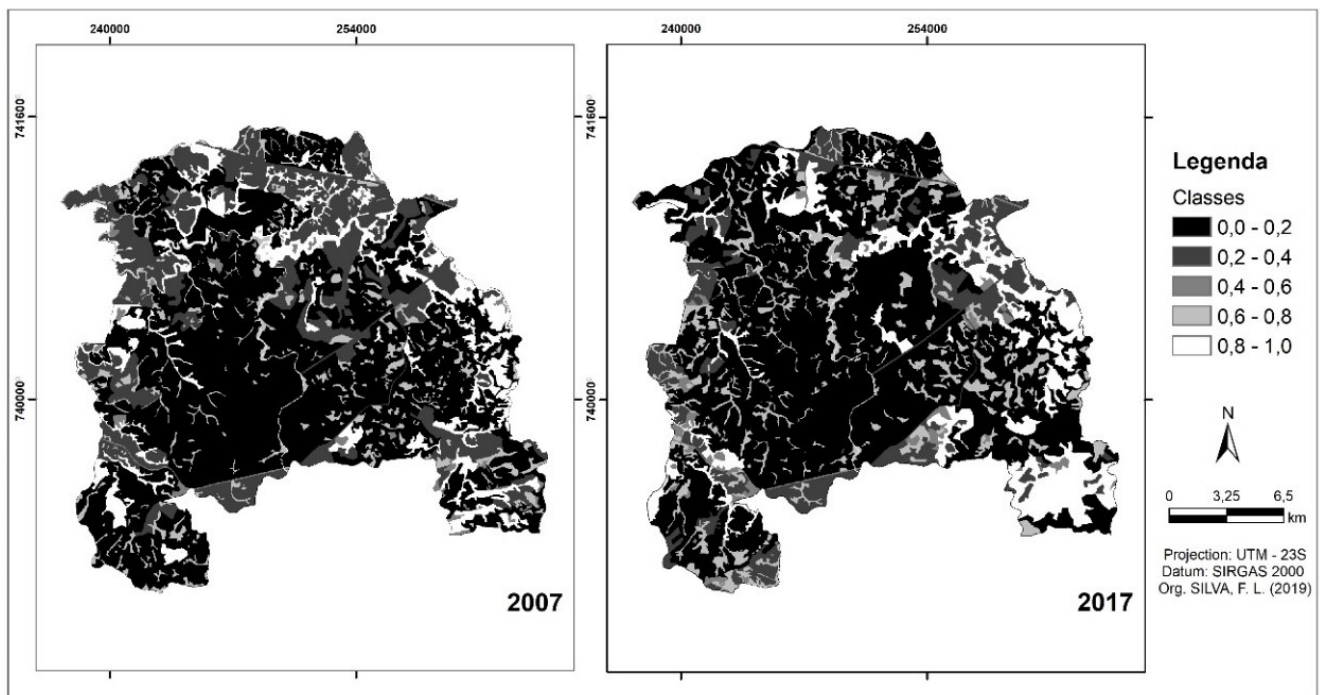 240000
254000
240000
254000
741600
740000
2007
741600
740000
2017
Legenda
Classes
0,0 - 0,2
0,2 - 0,4
0,4 - 0,6
0,6 - 0,8
0,8 - 1,0
N
0 3,25 6,5
km
Projection: UTM - 23S
Datum: SIRGAS 2000
Org. SILVA, F. L. (2019)